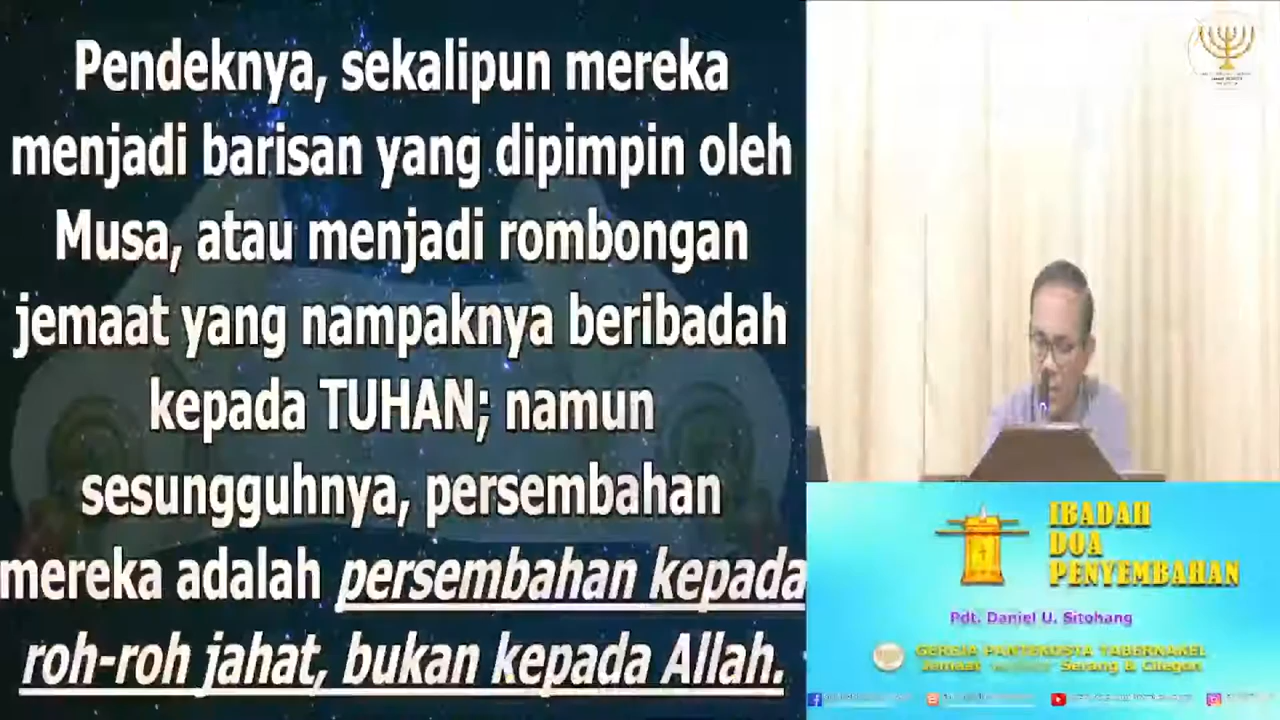 Pendeknya, sekalipun mereka
menjadi barisan yang dipimpin oleh
Musa, atau menjadi rombongan
jemaat yang nampaknya beribadah
kepada TUHAN; namun
sesungguhnya, persembahan
mereka adalah persembahan kepada
roh-roh jahat, bukan kepada Allah.
IBADAH
DOA
PENYEMBAHAN
Pdt. Daniel U. Sitohang
GEREJA PANTEKOSTA TABERNAKEL
Jemaat Serang & Cilegon